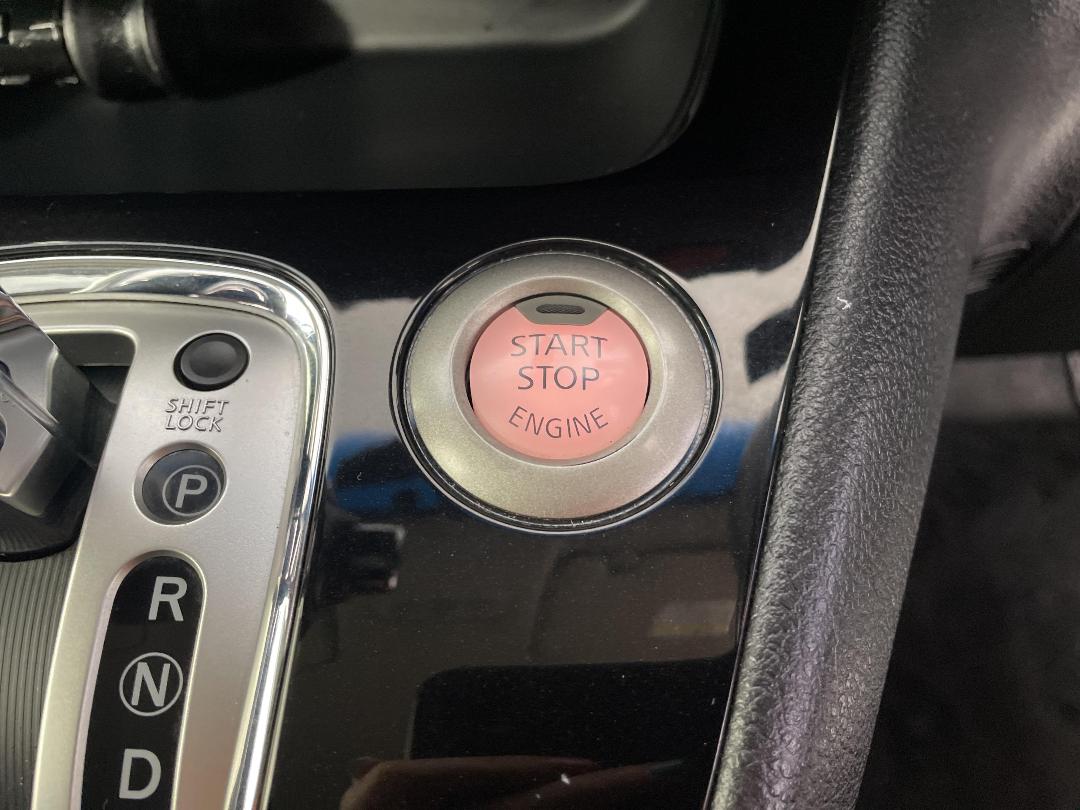 START
STOP
ENGINE
SHIFT
LOCK
P
R
N
D